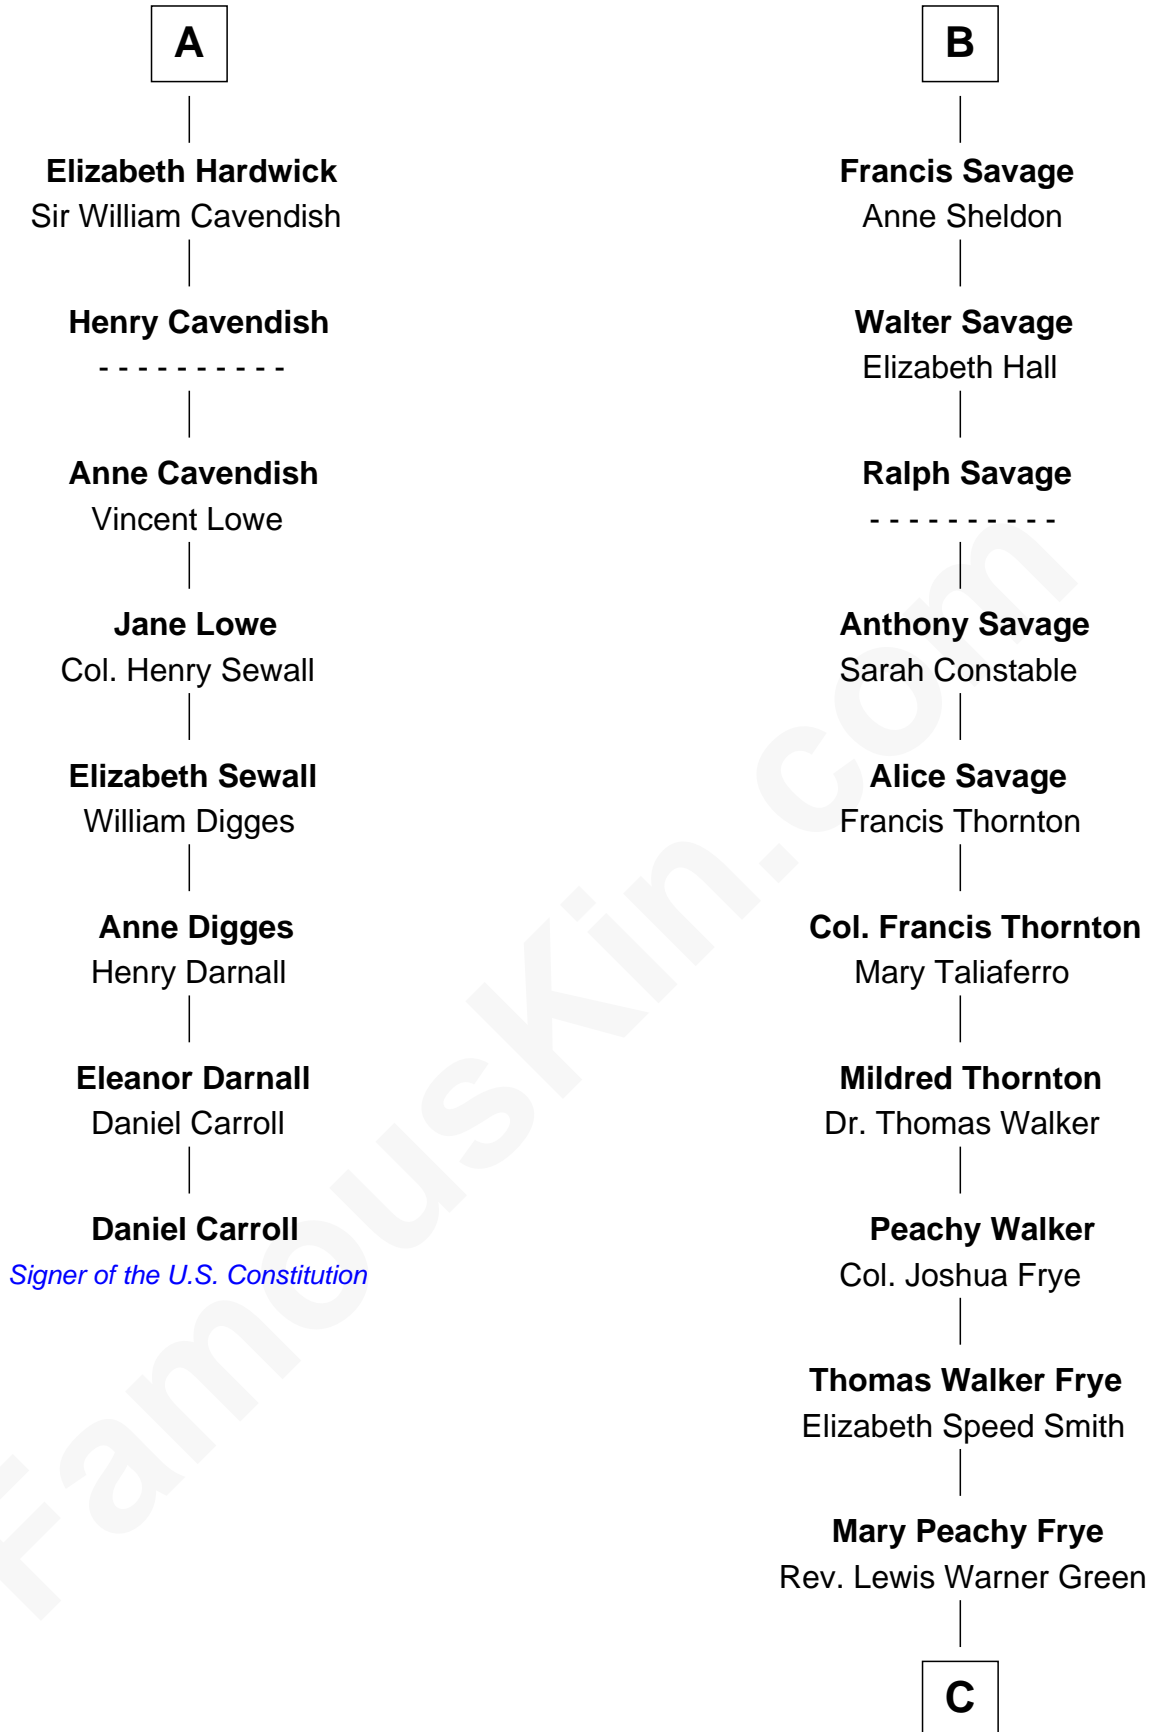 A
Elizabeth Hardwick
Sir William Cavendish
Henry Cavendish
- - - - - - - - - -
Anne Cavendish
Vincent Lowe
Jane Lowe
Col. Henry Sewall
Elizabeth Sewall
William Digges
Anne Digges
Henry Darnall
Eleanor Darnall
Daniel Carroll
Daniel Carroll
Signer of the U.S. Constitution
B
Francis Savage
Anne Sheldon
Walter Savage
Elizabeth Hall
Ralph Savage
- - - - - - - - - -
Anthony Savage
Sarah Constable
Alice Savage
Francis Thornton
Col. Francis Thornton
Mary Taliaferro
Mildred Thornton
Dr. Thomas Walker
Peachy Walker
Col. Joshua Frye
Thomas Walker Frye
Elizabeth Speed Smith
Mary Peachy Frye
Rev. Lewis Warner Green
C
FamousKin.com